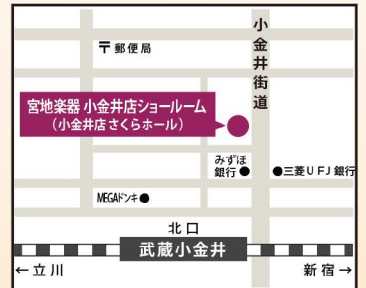 小金井街道
〒郵便局
宮地楽器 小金井店ショールーム
（小金井店 さくらホール）
みずほ
銀行●
●三菱UFJ銀行
MEGAドンキ●
北口
武蔵小金井
←立川
新宿→